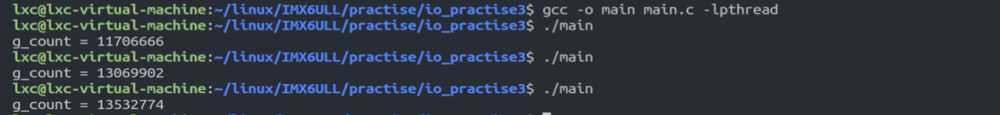 lxc@lxc-virtual-machine:~/linux/IMX6ULL/practise/io_practise3$ gcc -o main main.c -lpthread
lxc@lxc-virtual-machine:~/linux/IMX6ULL/practise/io_practise3$ ./main
g_count = 11706666
lxc@lxc-virtual-machine:~/linux/IMX6ULL/practise/io_practise3$ ./main
g_count = 13069902
lxc@lxc-virtual-machine:~/linux/IMX6ULL/practise/io_practise3$ ./main
g_count = 13532774